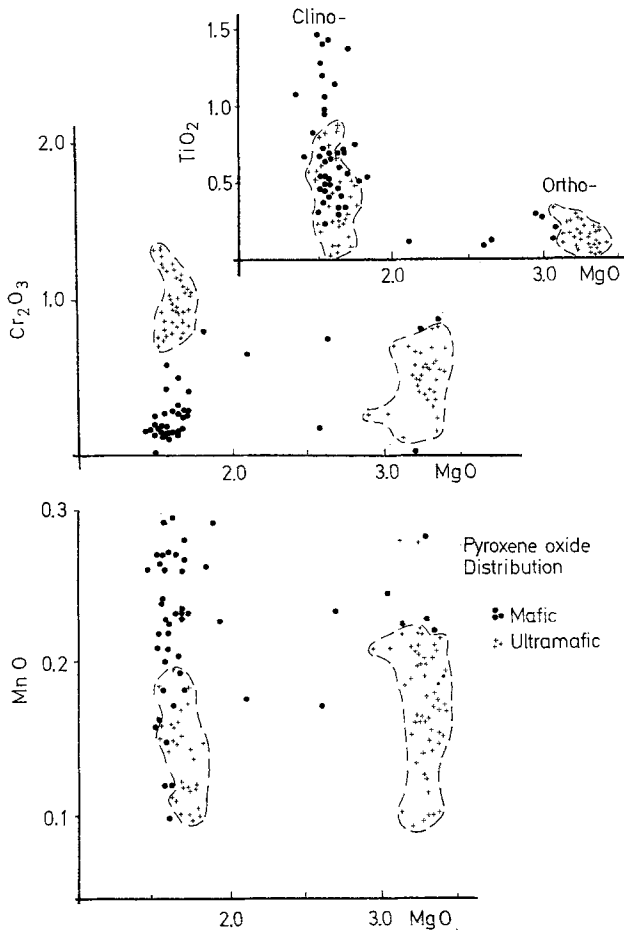 Clino-
1.5
1.0
0.5
TiO2
Ortho-
2.1
3.0
MgO
2.0
1.0
Cr2O3
2.0
3.0
MgO
0.3
0.2
0.1
MnO
Pyroxene oxide
Distribution
Mafic
Ultramafic
2.0
3.0
MgO